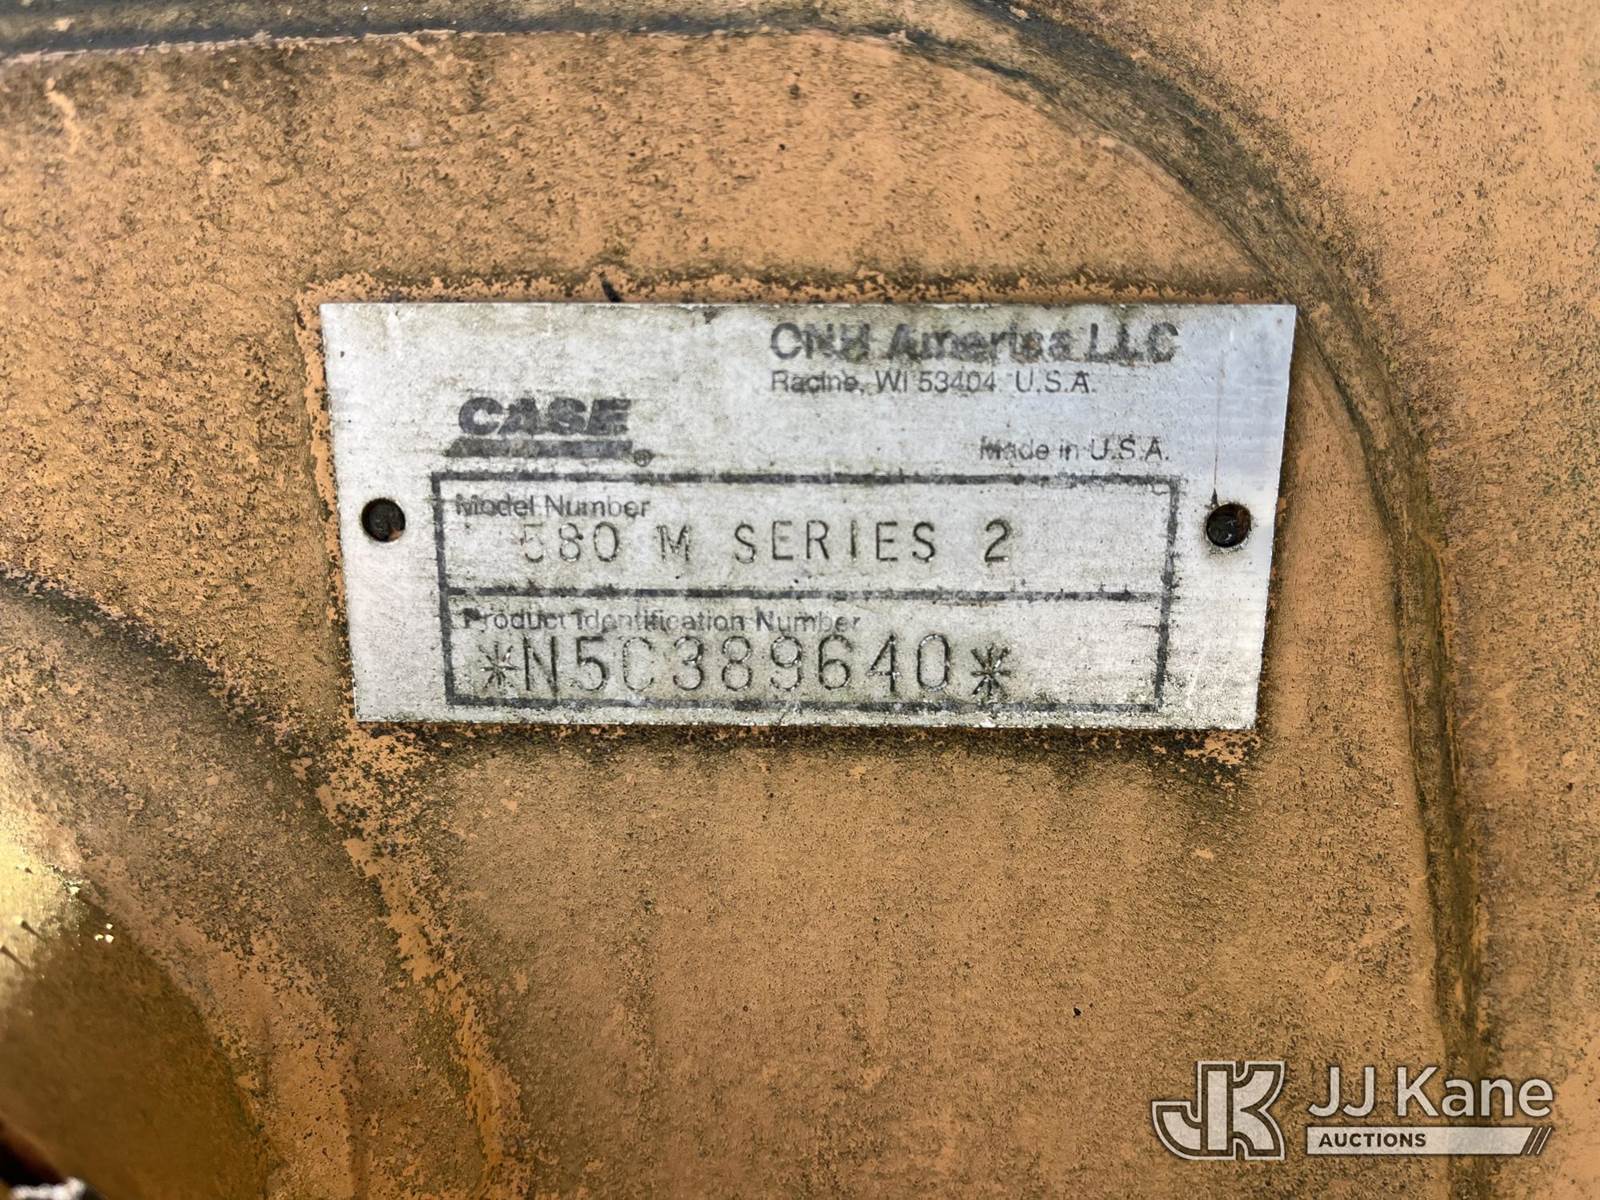 CNH America LLC
Racine, WI 53404 U.S.A.
CASE®
Made in U.S.A.
Model Number
580 M SERIES 2
Product Identification Number
*N5C389640*
JK JJ Kane
AUCTIONS